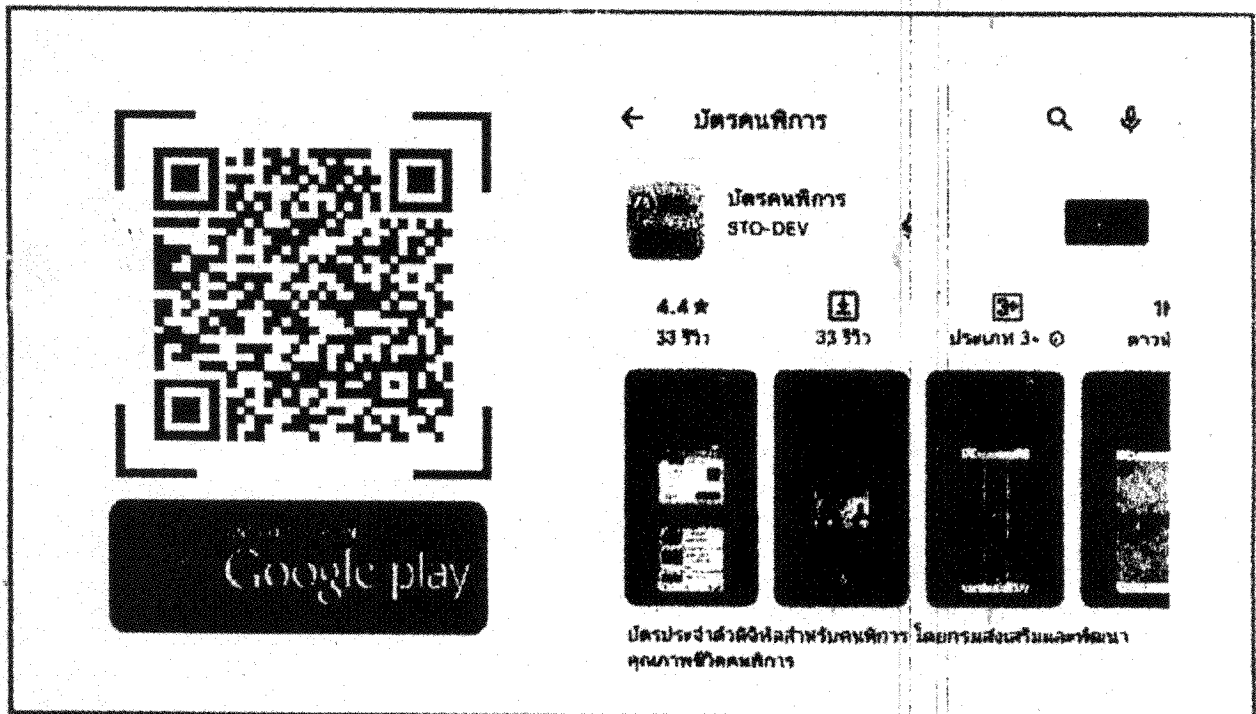 Google play
บัตรคนพิการ
บัตรคนพิการ
STO-DEV
4.4 ★
33 รีวิว
33 รีวิว
3+
ประเภท 3+
บัตรประจำตัวดิจิทัลสำหรับคนพิการ โดยกรมส่งเสริมและพัฒนา
คุณภาพชีวิตคนพิการ